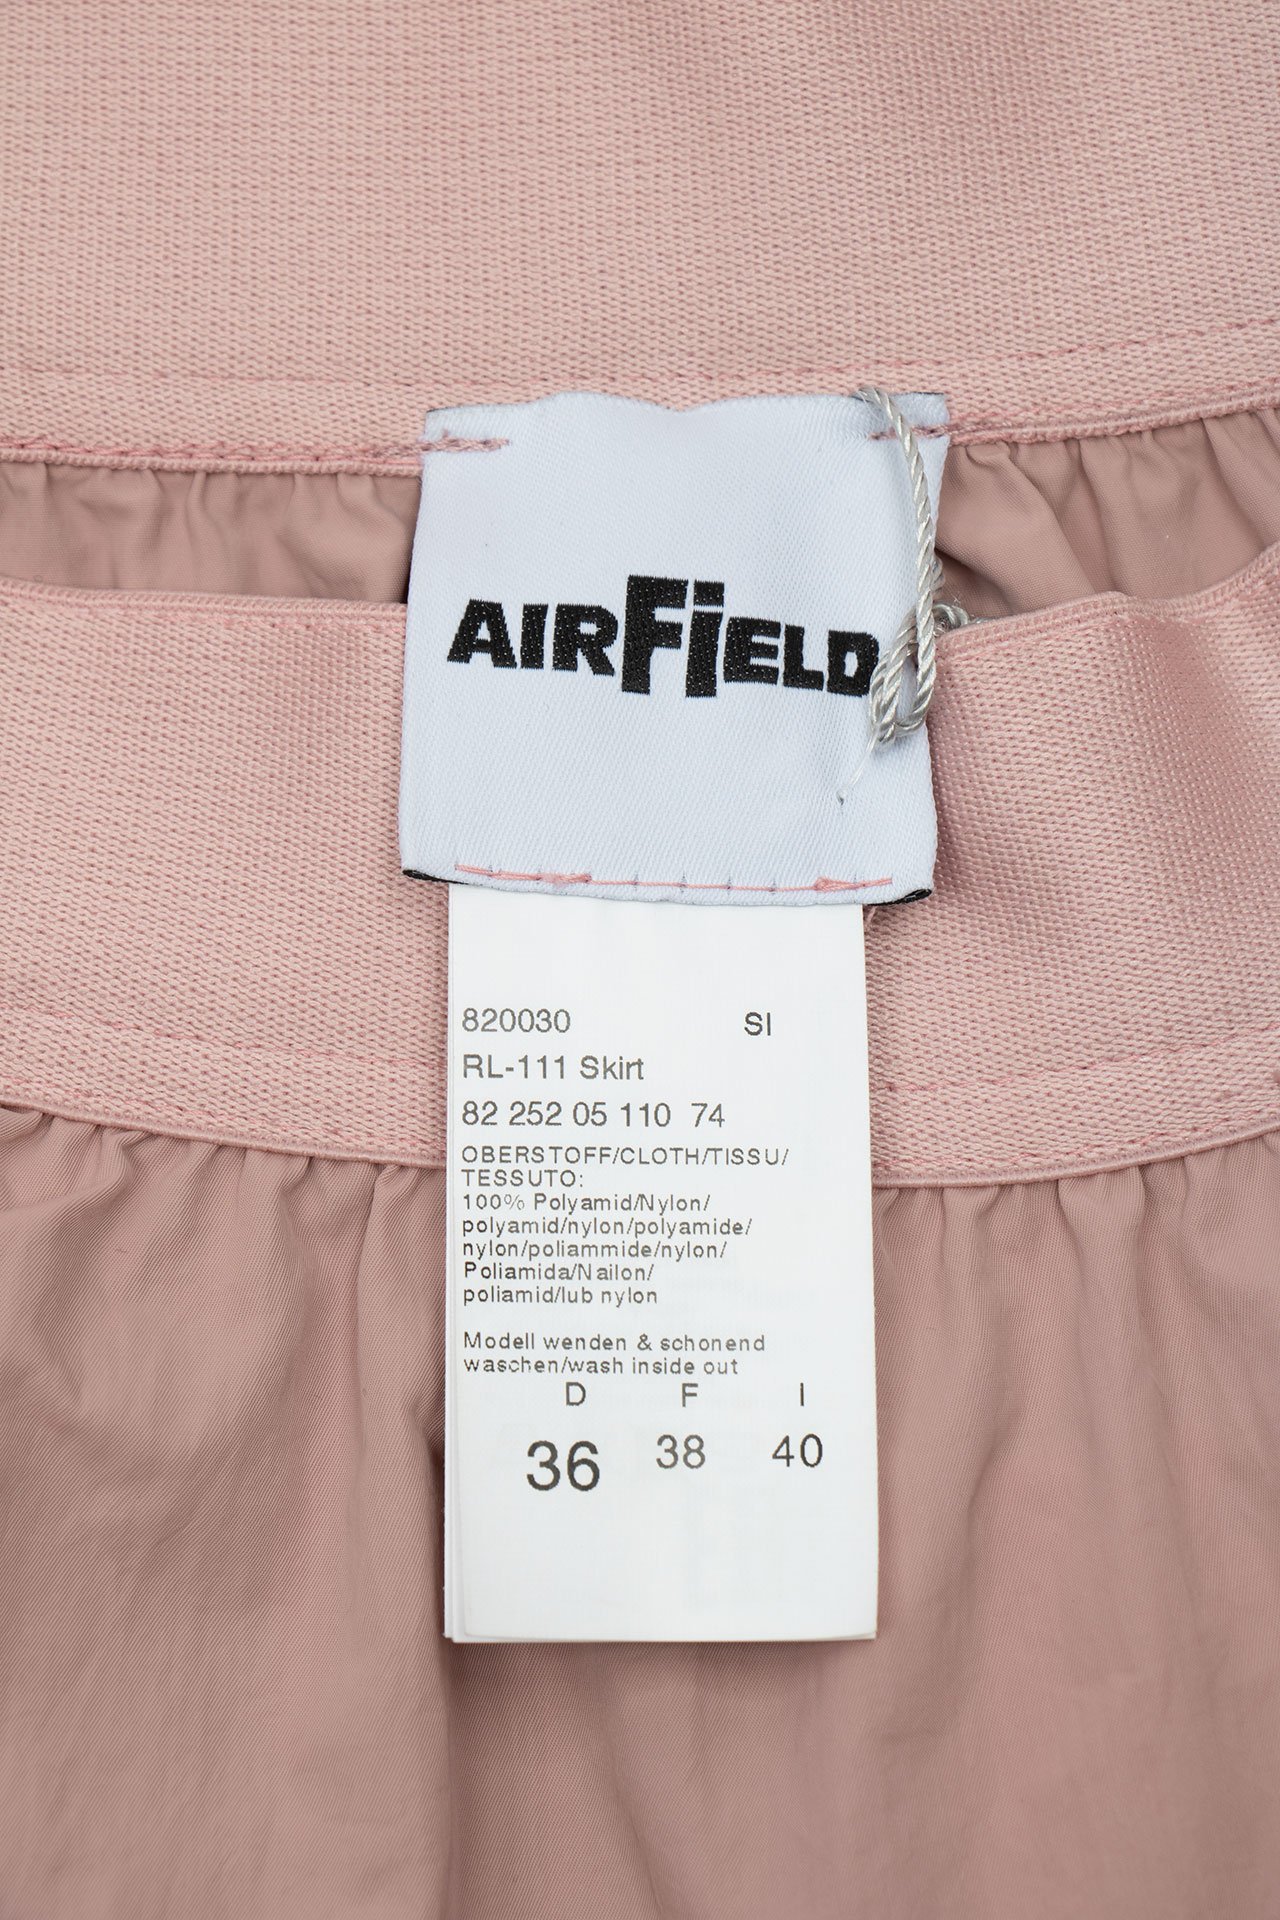 AIRFIELD
820030 SI
RL-111 Skirt
82 252 05 110 74
OBERSTOFF/CLOTH/TISSU/
TESSUTO:
100% Polyamid/Nylon/
polyamid/nylon/polyamide/
nylon/poliammide/nylon/
Poliamida/Nailon/
poliamid/lub nylon
Modell wenden & schonend
waschen/wash inside out
D F I
36 38 40